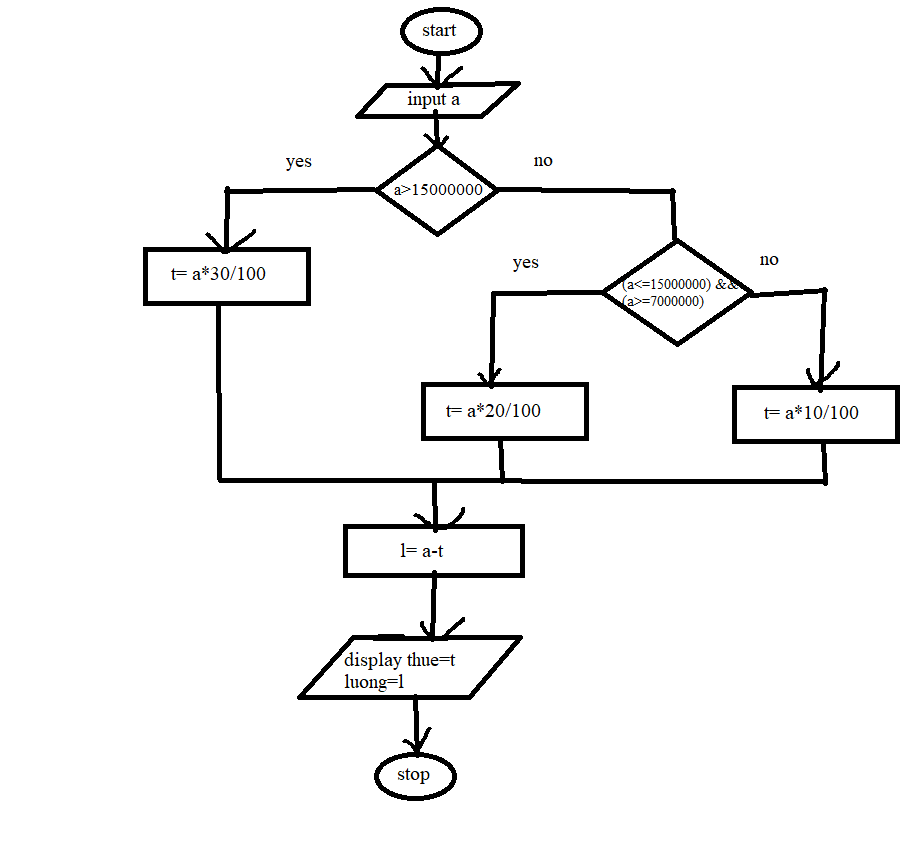 start
input a
yes
no
a>15000000
t= a*30/100
yes
no
(a<=15000000) &&
(a>=7000000)
t= a*20/100
t= a*10/100
l= a-t
display thue=t
luong=l
stop